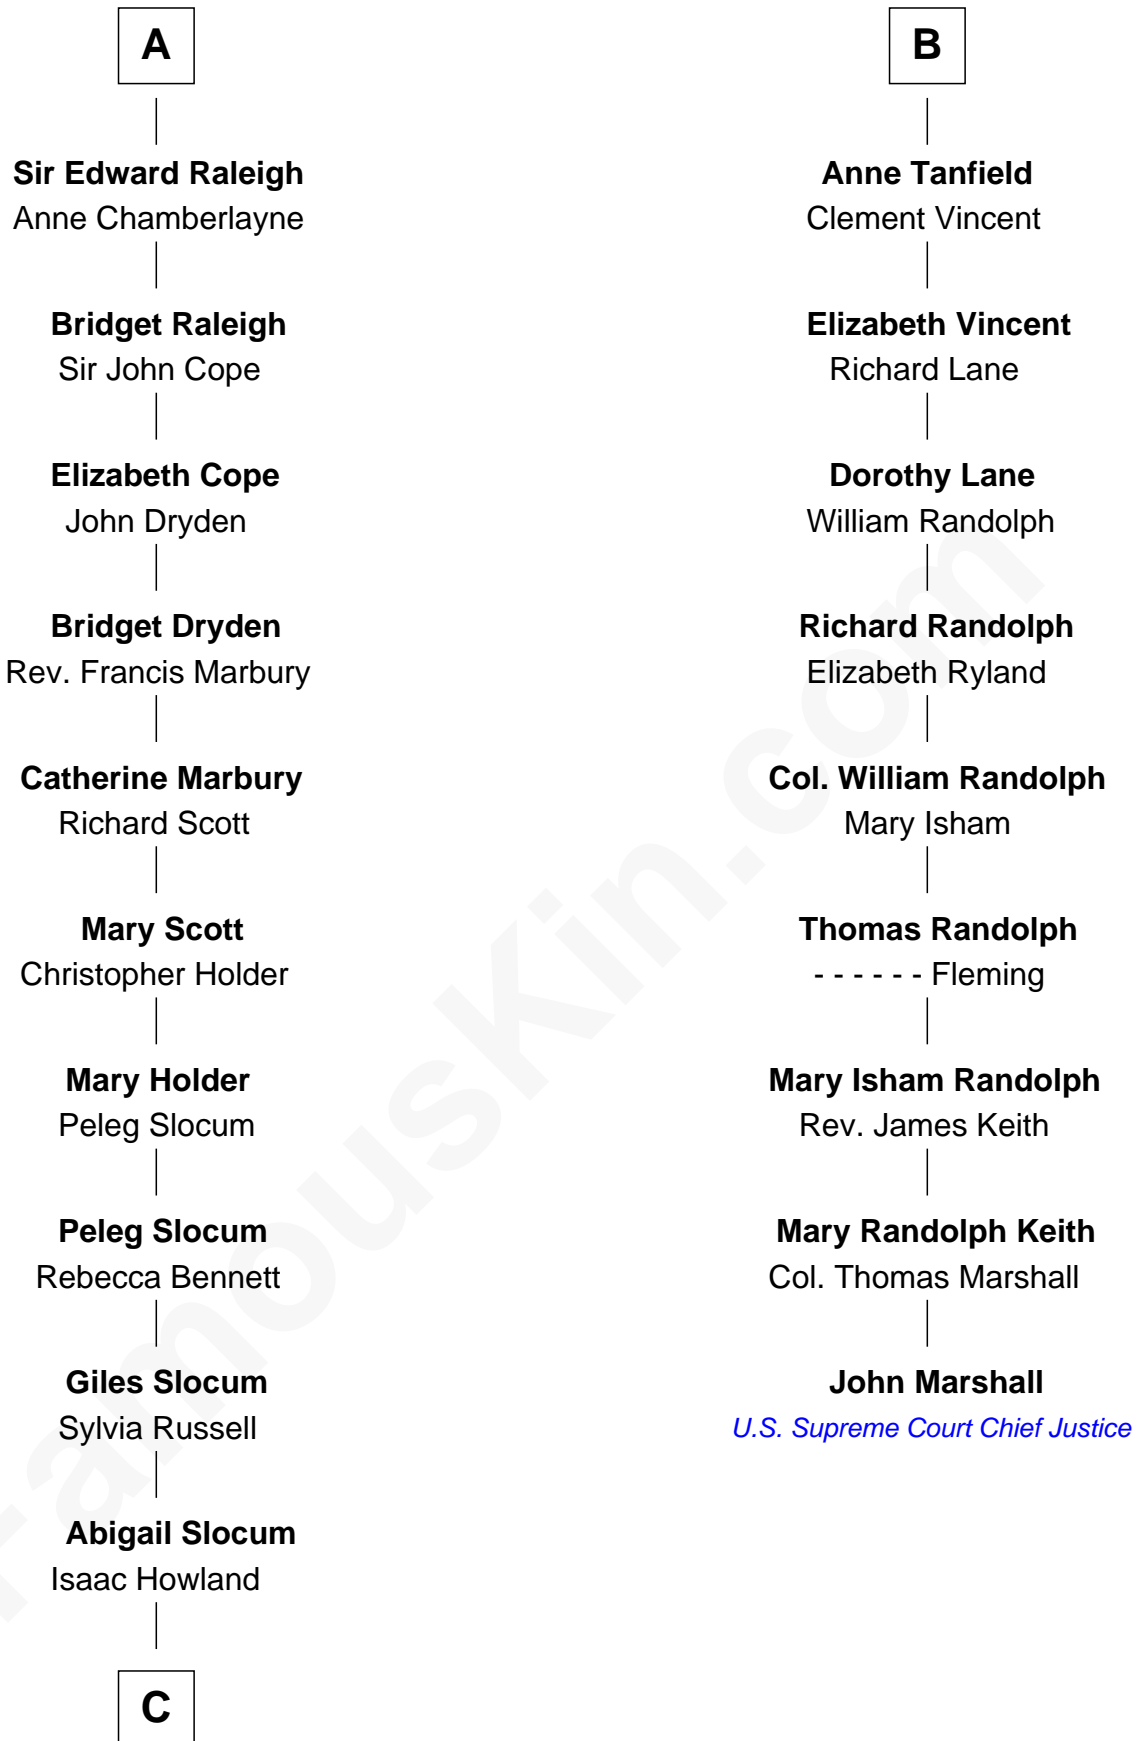 A
Sir Edward Raleigh
Anne Chamberlayne
Bridget Raleigh
Sir John Cope
Elizabeth Cope
John Dryden
Bridget Dryden
Rev. Francis Marbury
Catherine Marbury
Richard Scott
Mary Scott
Christopher Holder
Mary Holder
Peleg Slocum
Peleg Slocum
Rebecca Bennett
Giles Slocum
Sylvia Russell
Abigail Slocum
Isaac Howland
C
B
Anne Tanfield
Clement Vincent
Elizabeth Vincent
Richard Lane
Dorothy Lane
William Randolph
Richard Randolph
Elizabeth Ryland
Col. William Randolph
Mary Isham
Thomas Randolph
- - - - - - Fleming
Mary Isham Randolph
Rev. James Keith
Mary Randolph Keith
Col. Thomas Marshall
John Marshall
U.S. Supreme Court Chief Justice
FamousKin.com